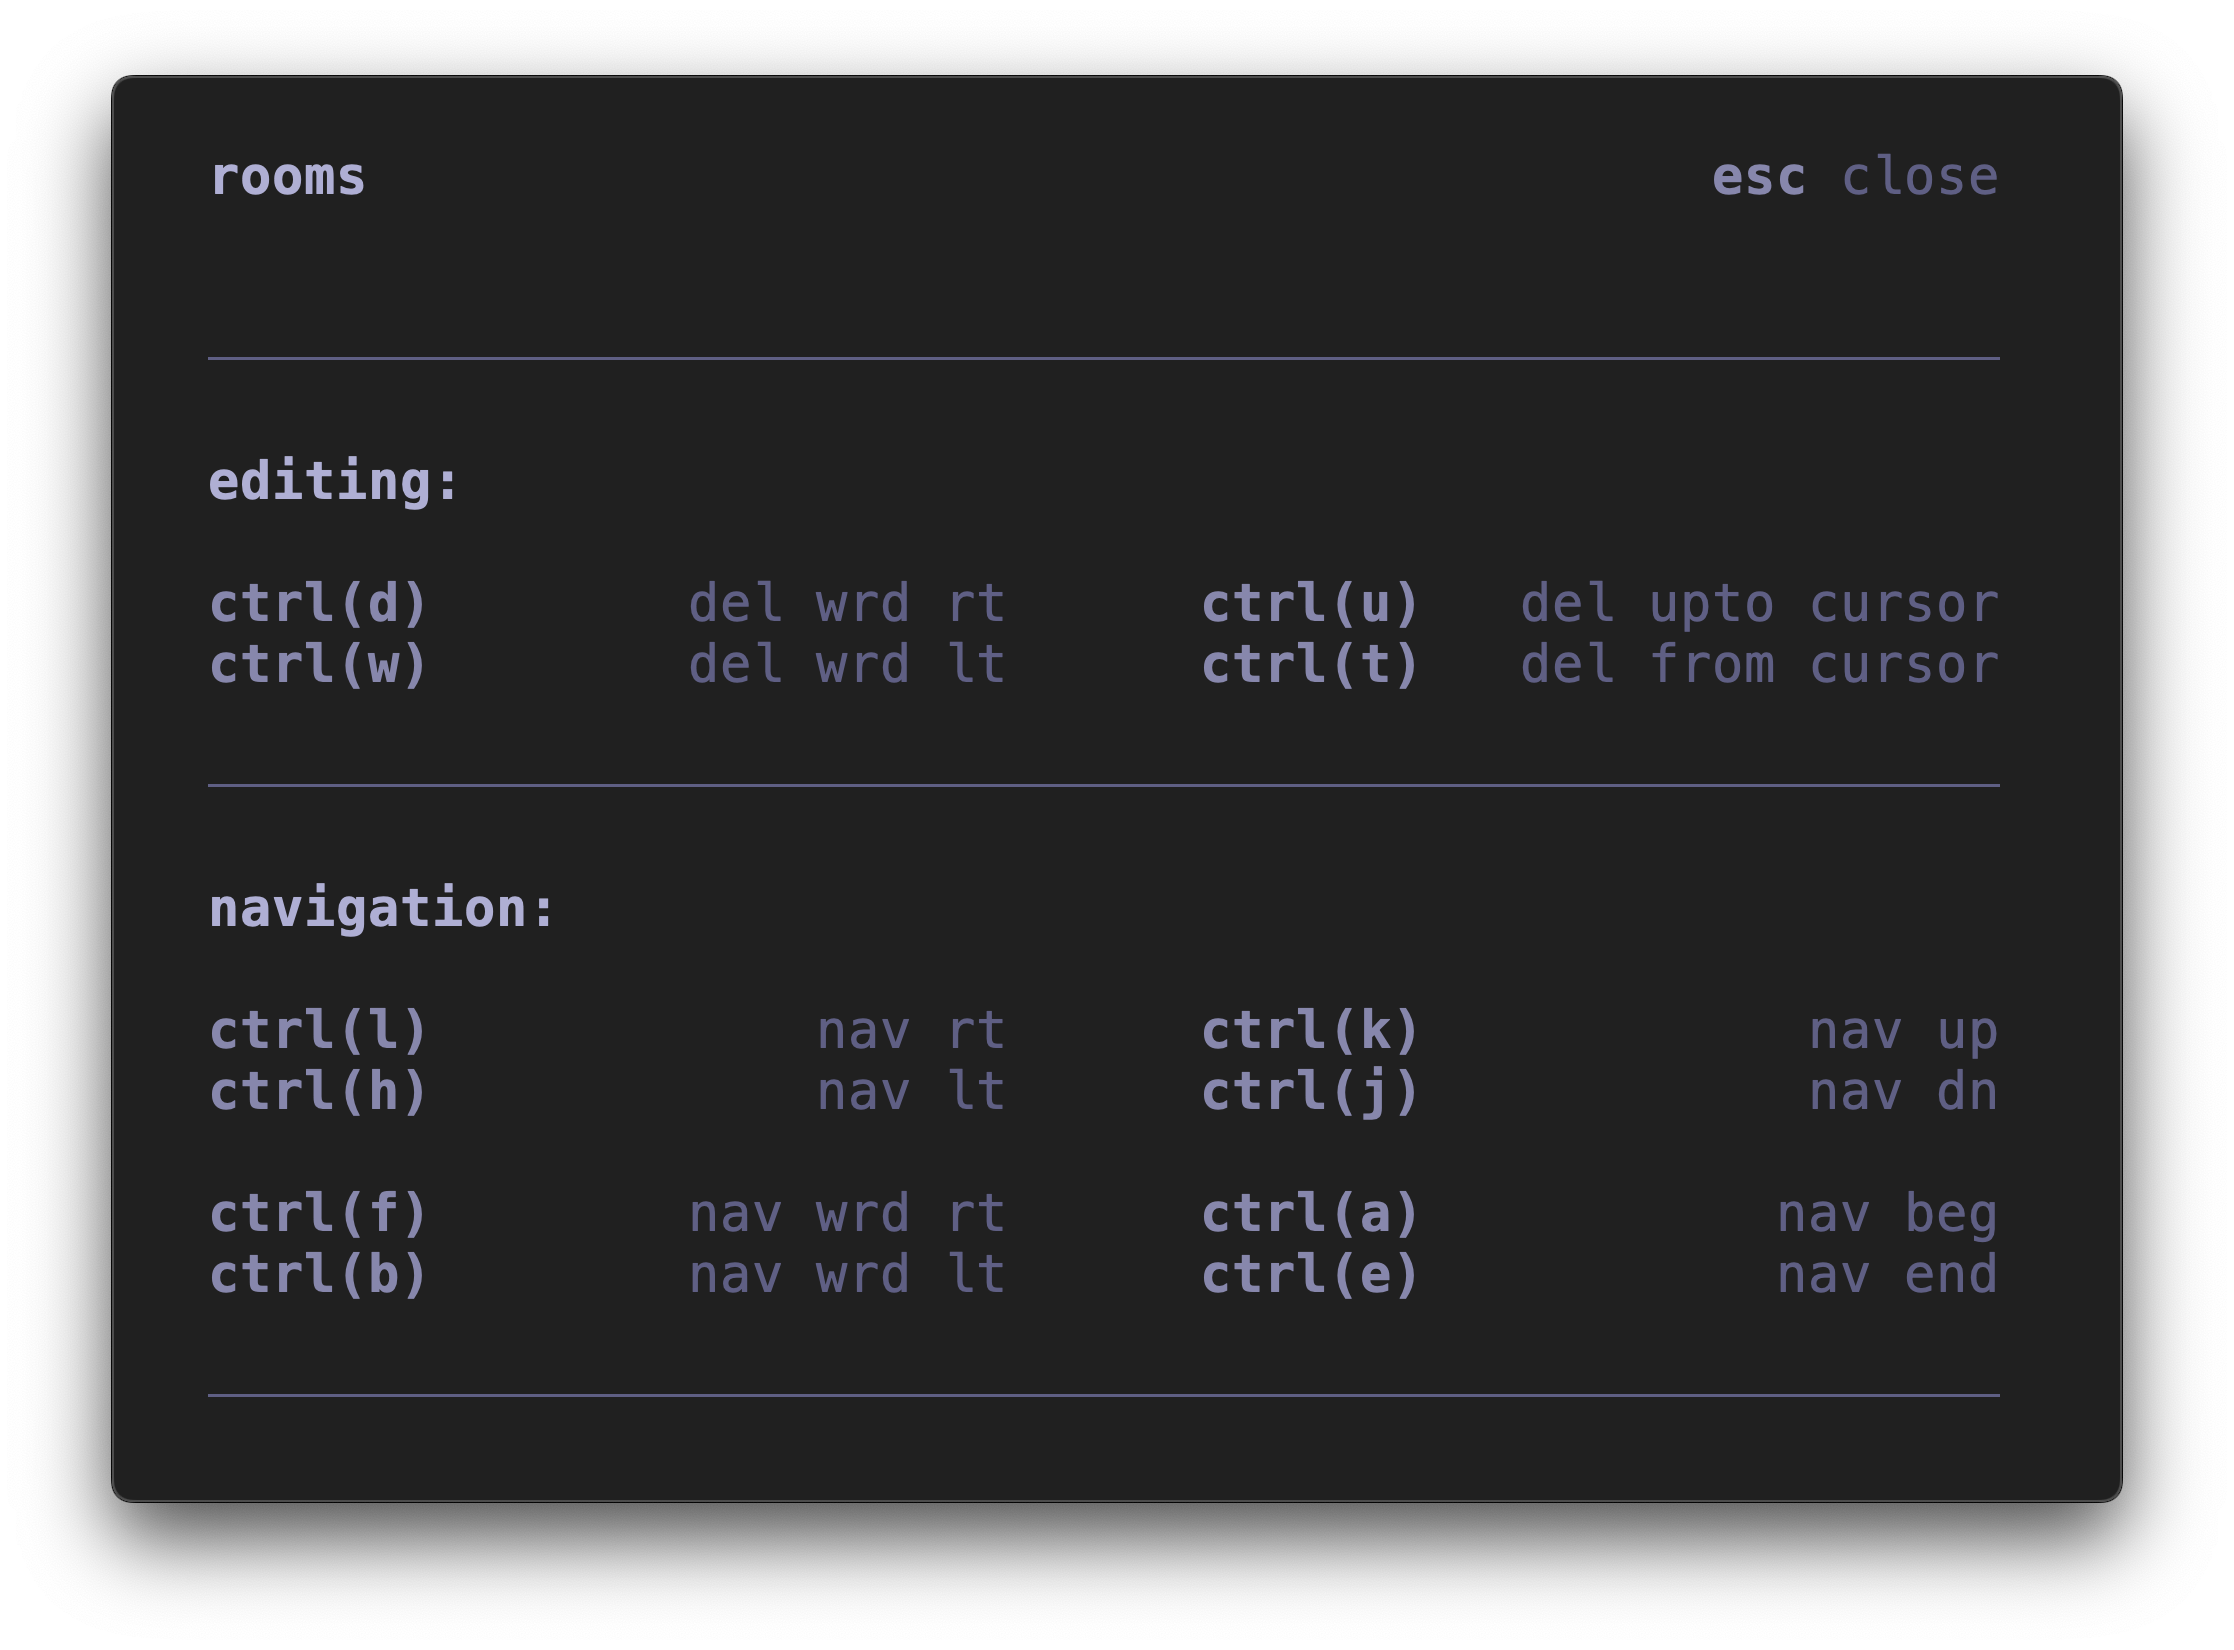 rooms esc close
editing:
ctrl(d) del wrd rt ctrl(u) del upto cursor
ctrl(w) del wrd lt ctrl(t) del from cursor
navigation:
ctrl(l) nav rt ctrl(k) nav up
ctrl(h) nav lt ctrl(j) nav dn
ctrl(f) nav wrd rt ctrl(a) nav beg
ctrl(b) nav wrd lt ctrl(e) nav end